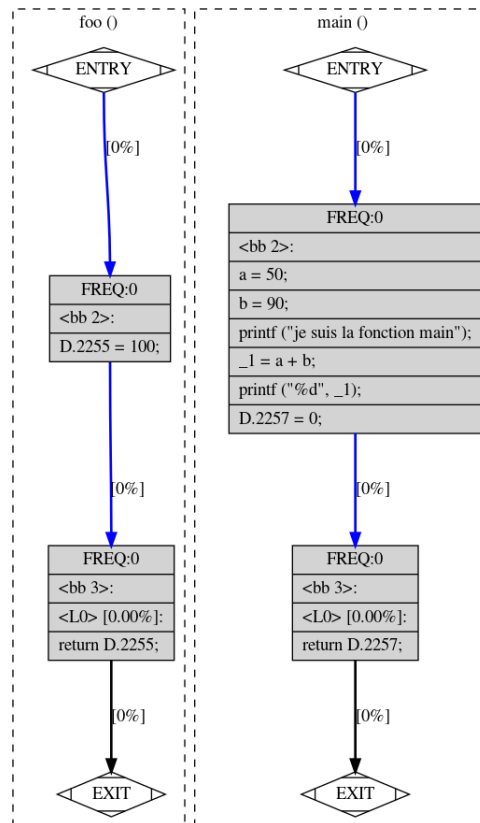 foo ()
ENTRY
[0%]
FREQ:0
<bb 2>:
D.2255 = 100;
[0%]
FREQ:0
<bb 3>:
<L0> [0.00%]:
return D.2255;
[0%]
EXIT
main ()
ENTRY
[0%]
FREQ:0
<bb 2>:
a = 50;
b = 90;
printf ("je suis la fonction main");
_1 = a + b;
printf ("%d", _1);
D.2257 = 0;
[0%]
FREQ:0
<bb 3>:
<L0> [0.00%]:
return D.2257;
[0%]
EXIT